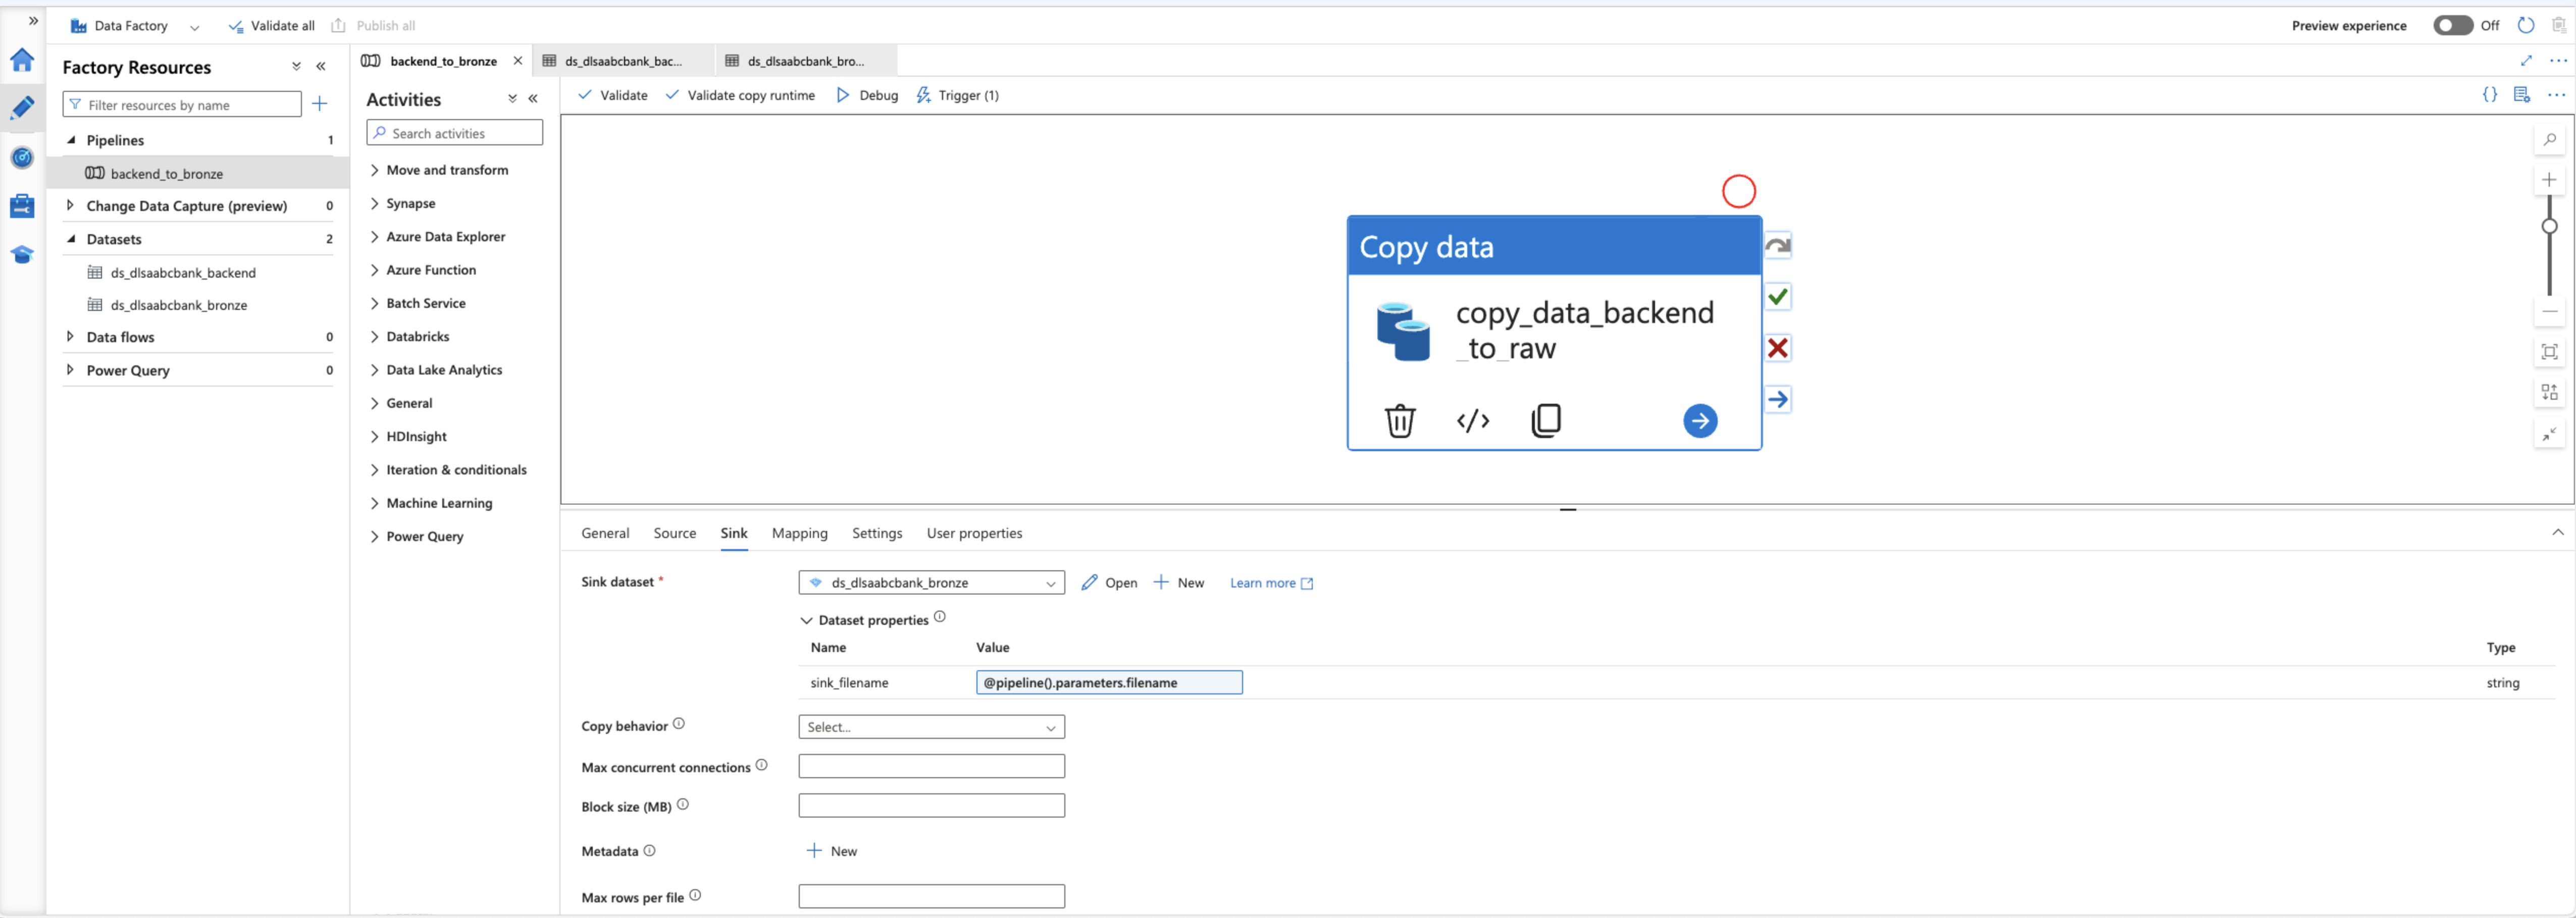 Data Factory
Validate all
Publish all
Preview experience
Off
Factory Resources
Filter resources by name
Pipelines 1
backend_to_bronze
Change Data Capture (preview) 0
Datasets 2
ds_dlsaabcbank_backend
ds_dlsaabcbank_bronze
Data flows 0
Power Query 0
backend_to_bronze
ds_dlsaabcbank_bac...
ds_dlsaabcbank_bro...
Activities
Search activities
Move and transform
Synapse
Azure Data Explorer
Azure Function
Batch Service
Databricks
Data Lake Analytics
General
HDInsight
Iteration & conditionals
Machine Learning
Power Query
Validate
Validate copy runtime
Debug
Trigger (1)
Copy data
copy_data_backend
_to_raw
General Source Sink Mapping Settings User properties
Sink dataset *
ds_dlsaabcbank_bronze
Open
New
Learn more
Dataset properties
Name Value Type
sink_filename @pipeline().parameters.filename string
Copy behavior
Select...
Max concurrent connections
Block size (MB)
Metadata
New
Max rows per file